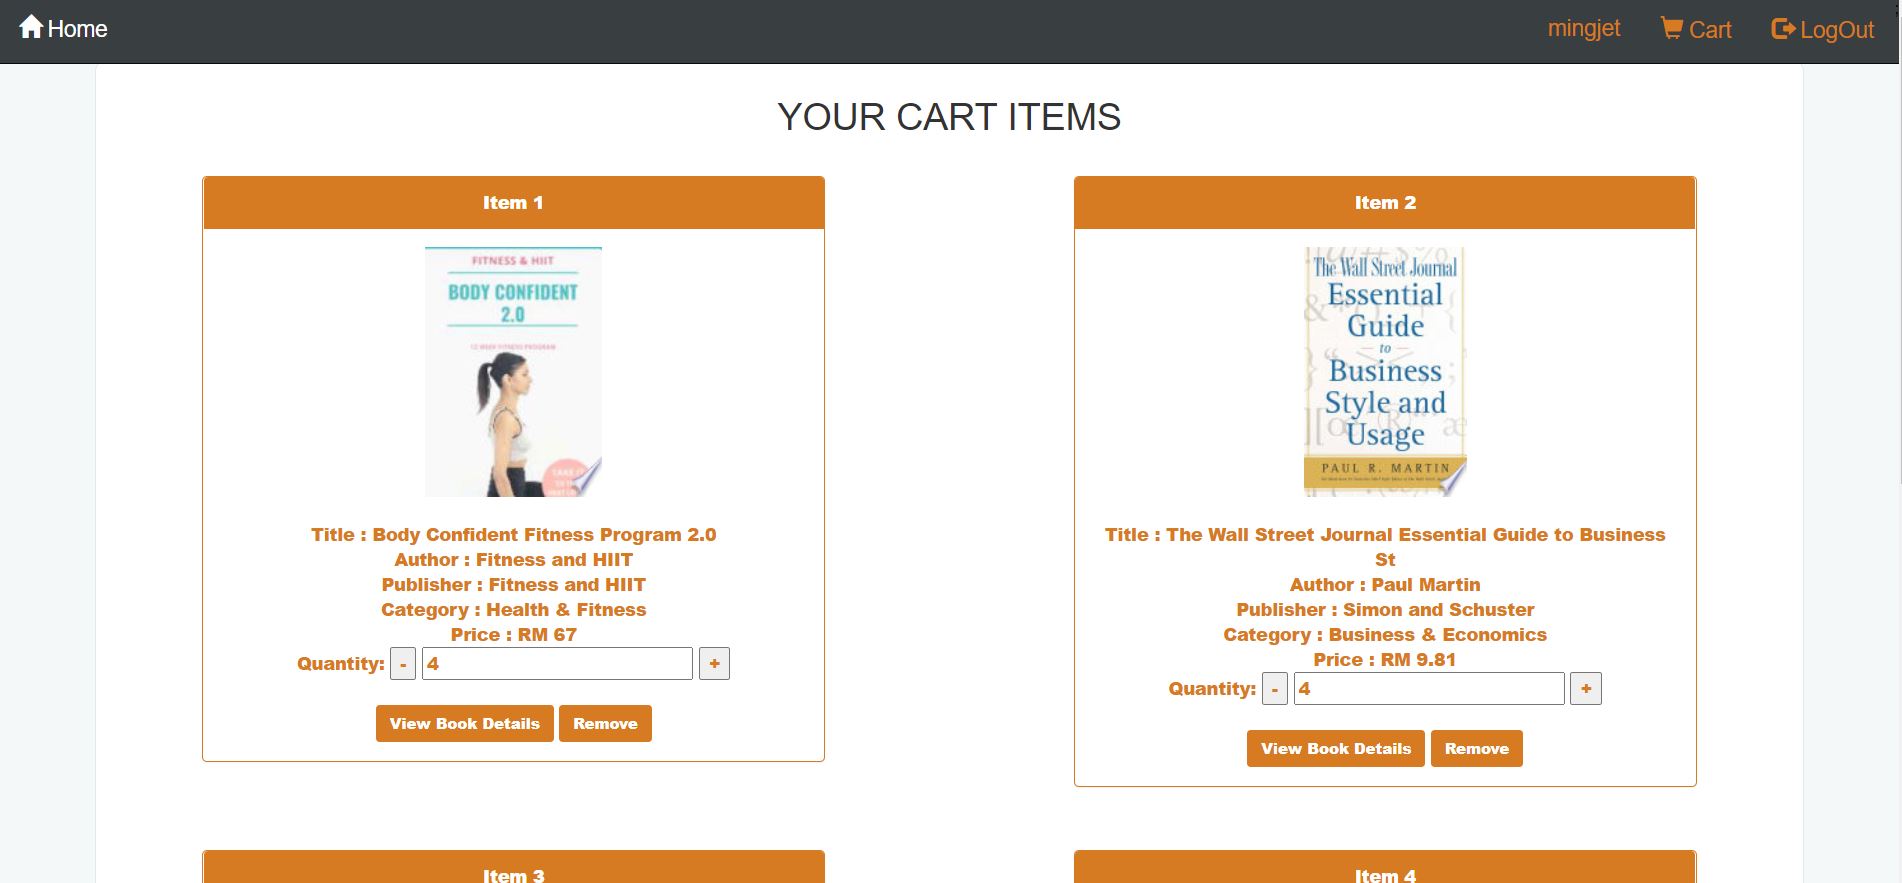 Home
mingjet
Cart
LogOut
YOUR CART ITEMS
Item 1
FITNESS & HIIT
BODY CONFIDENT
2.0
12 WEEK FITNESS PROGRAM
Title : Body Confident Fitness Program 2.0
Author : Fitness and HIIT
Publisher : Fitness and HIIT
Category : Health & Fitness
Price : RM 67
Quantity: - 4 +
View Book Details Remove
Item 2
The Wall Street Journal
Essential
Guide
to
Business
Style and
Usage
PAUL R. MARTIN
Title : The Wall Street Journal Essential Guide to Business
St
Author : Paul Martin
Publisher : Simon and Schuster
Category : Business & Economics
Price : RM 9.81
Quantity: - 4 +
View Book Details Remove
Item 3
Item 4